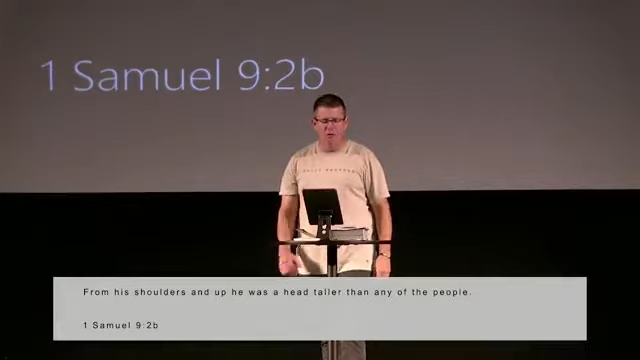 1 Samuel 9:2b
From his shoulders and up he was a head taller than any of the people.
1 Samuel 9:2b